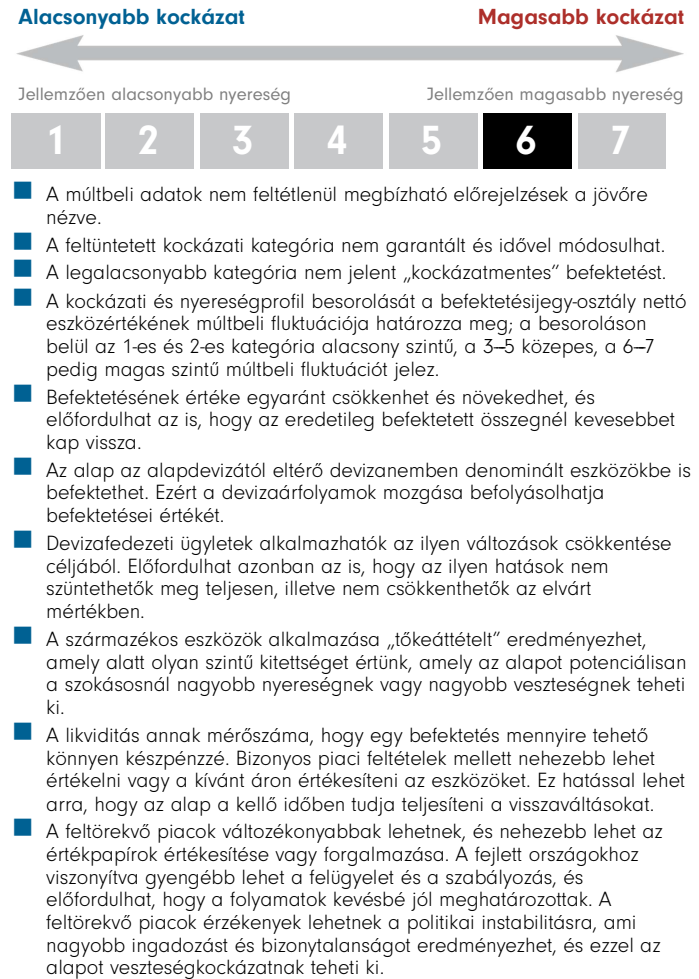 Alacsonyabb kockázat Magasabb kockázat
Jellemzően alacsonyabb nyereség Jellemzően magasabb nyereség
1 2 3 4 5 6 7
A múltbeli adatok nem feltétlenül megbízható előrejelzések a jövőre
nézve.
A feltüntetett kockázati kategória nem garantált és idővel módosulhat.
A legalacsonyabb kategória nem jelent „kockázatmentes” befektetést.
A kockázati és nyereségprofil besorolását a befektetésijegy-osztály nettó
eszközértékének múltbeli fluktuációja határozza meg; a besoroláson
belül az 1-es és 2-es kategória alacsony szintű, a 3–5 közepes, a 6–7
pedig magas szintű múltbeli fluktuációt jelez.
Befektetésének értéke egyaránt csökkenhet és növekedhet, és
előfordulhat az is, hogy az eredetileg befektetett összegnél kevesebbet
kap vissza.
Az alap az alapdevizától eltérő devizanemben denominált eszközökbe is
befektethet. Ezért a devizaárfolyamok mozgása befolyásolhatja
befektetései értékét.
Devizafedezeti ügyletek alkalmazhatók az ilyen változások csökkentése
céljából. Előfordulhat azonban az is, hogy az ilyen hatások nem
szüntethetők meg teljesen, illetve nem csökkenthetők az elvárt
mértékben.
A származékos eszközök alkalmazása „tőkeáttételt” eredményezhet,
amely alatt olyan szintű kitettséget értünk, amely az alapot potenciálisan
a szokásosnál nagyobb nyereségnek vagy nagyobb veszteségnek teheti
ki.
A likviditás annak mérőszáma, hogy egy befektetés mennyire tehető
könnyen készpénzzé. Bizonyos piaci feltételek mellett nehezebb lehet
értékelni vagy a kívánt áron értékesíteni az eszközöket. Ez hatással lehet
arra, hogy az alap a kellő időben tudja teljesíteni a visszaváltásokat.
A feltörekvő piacok változékonyabbak lehetnek, és nehezebb lehet az
értékpapírok értékesítése vagy forgalmazása. A fejlett országokhoz
viszonyítva gyengébb lehet a felügyelet és a szabályozás, és
előfordulhat, hogy a folyamatok kevésbé jól meghatározottak. A
feltörekvő piacok érzékenyek lehetnek a politikai instabilitásra, ami
nagyobb ingadozást és bizonytalanságot eredményezhet, és ezzel az
alapot veszteségkockázatnak teheti ki.